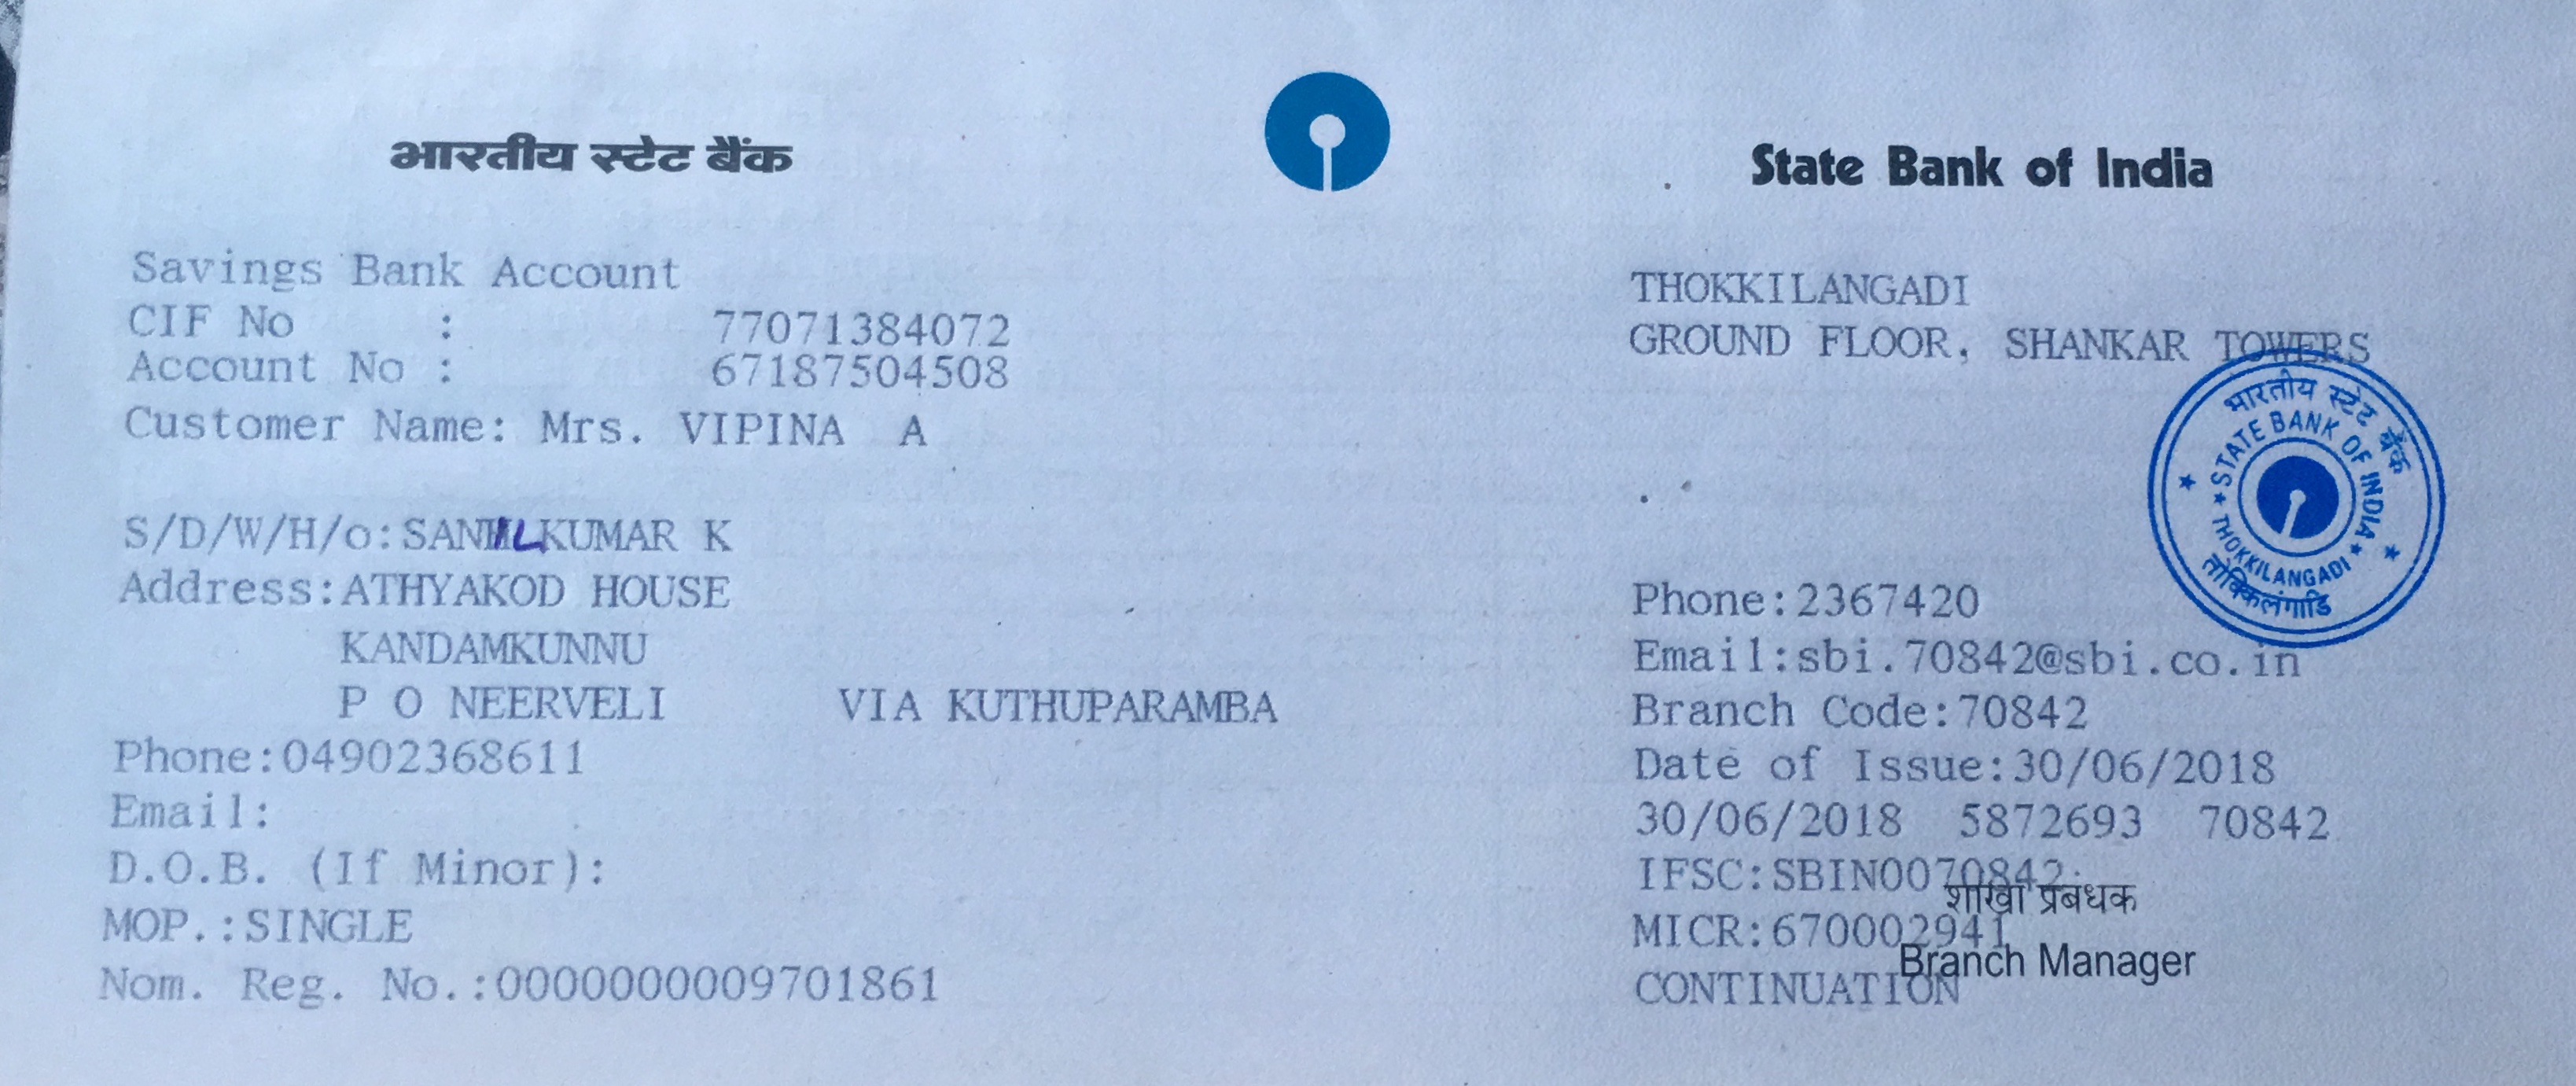 भारतीय स्टेट बैंक
State Bank of India
Savings Bank Account
CIF No : 77071384072
Account No : 67187504508
Customer Name: Mrs. VIPINA A
S/D/W/H/o: KUMAR K
Address:ATHYAKOD HOUSE
KANDAMKUNNU
P O NEERVELI VIA KUTHUPARAMBA
Phone:04902368611
Email:
D.O.B. (If Minor):
MOP.:SINGLE
Nom. Reg. No.:0000000009701861
THOKKILANGADI
GROUND FLOOR, SHANKAR TOWERS
भारतीय स्टेट बैंक
STATE BANK OF INDIA
THOKKILANGADI
तोक्किलंगाडि
Phone:2367420
Email:sbi.70842@sbi.co.in
Branch Code:70842
Date of Issue:30/06/2018
30/06/2018 5872693 70842
IFSC:SBIN0070842
शाखा प्रबंधक
MICR:670002941
Branch Manager
CONTINUATION